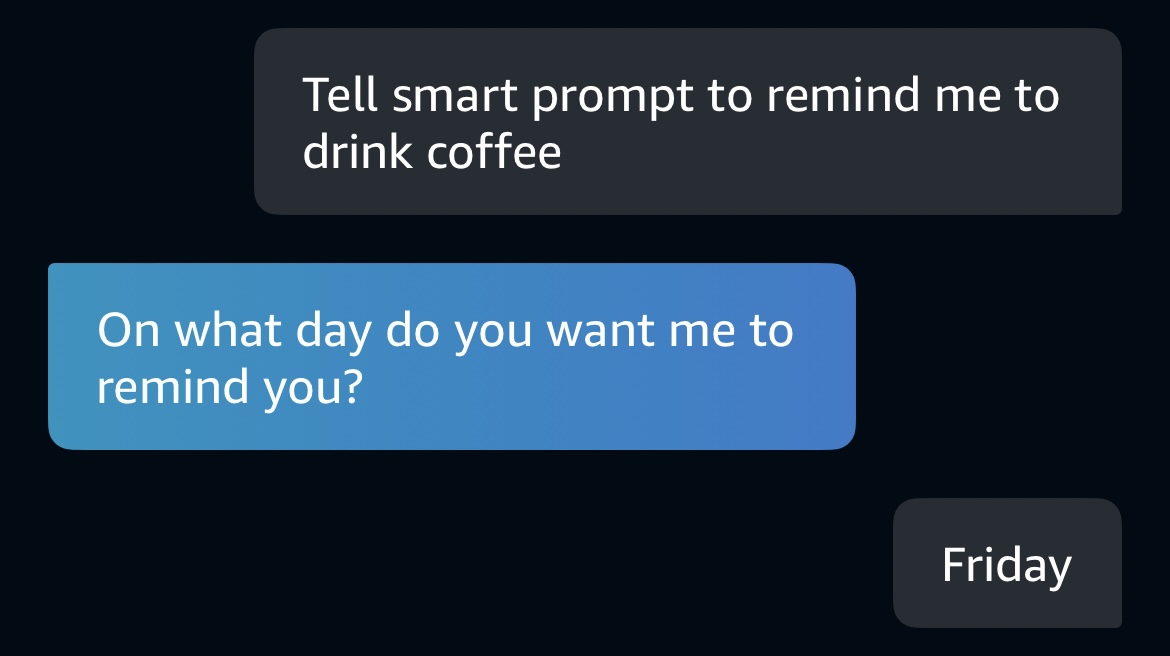 Tell smart prompt to remind me to
drink coffee
On what day do you want me to
remind you?
Friday